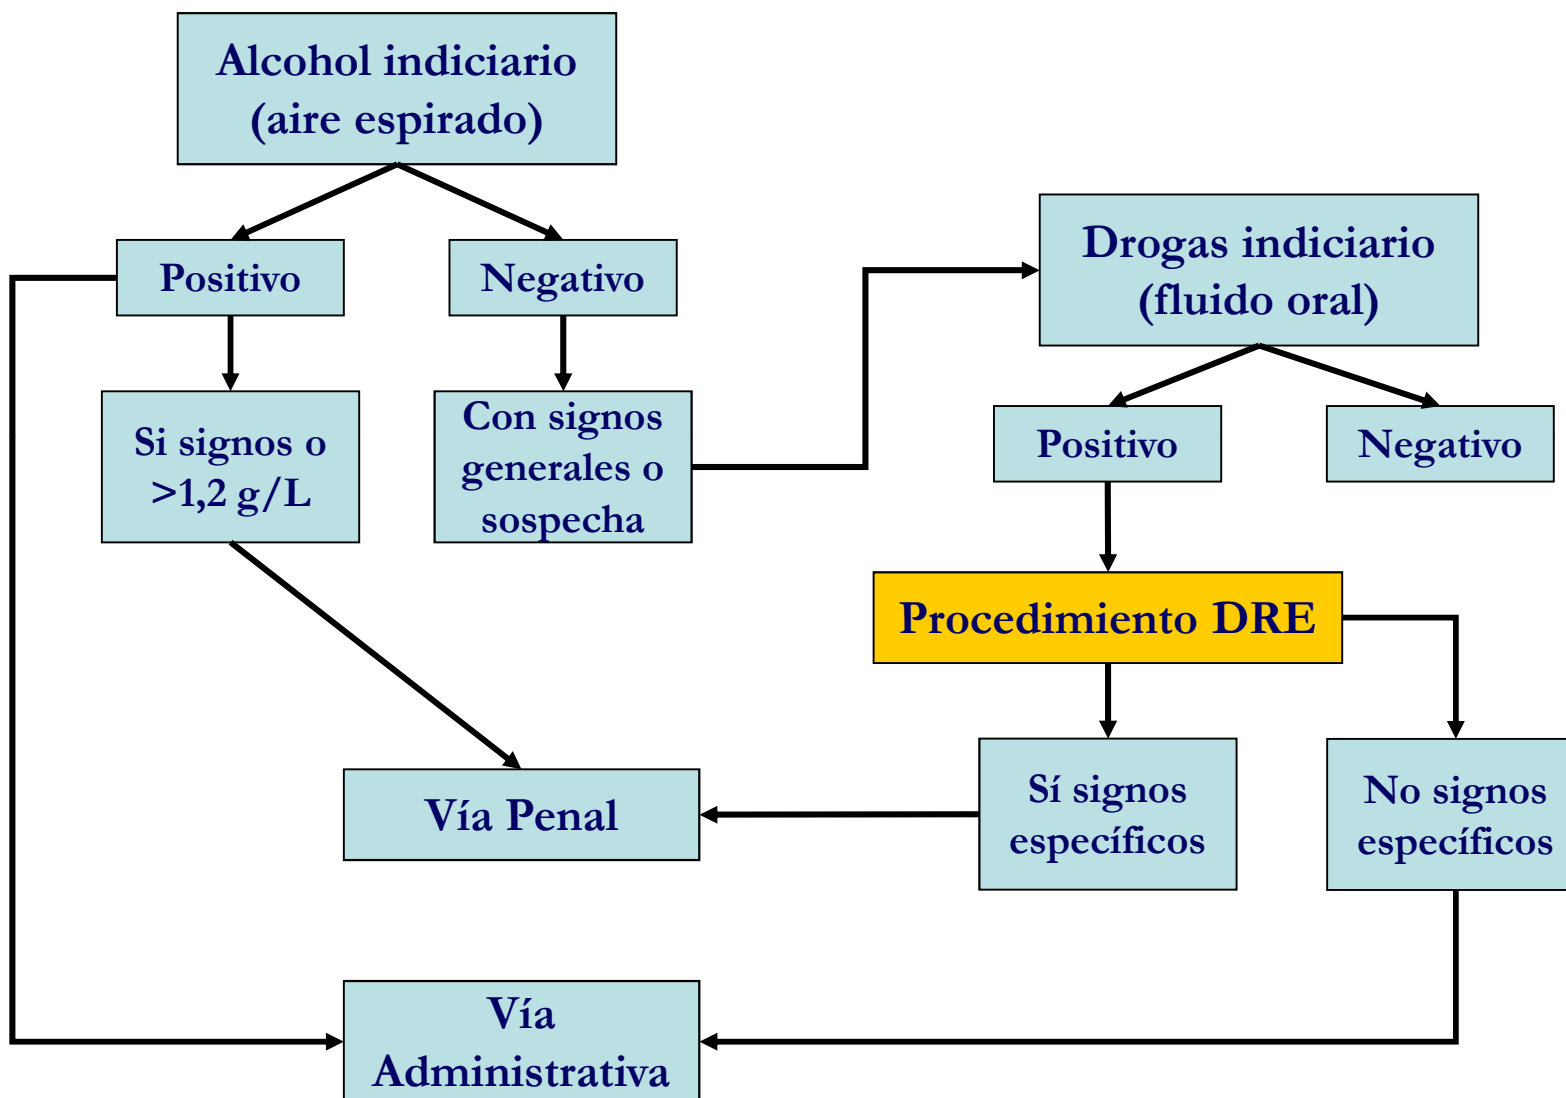 Alcohol indiciario
(aire espirado)
Positivo
Negativo
Drogas indiciario
(fluido oral)
Si signos o
>1,2 g/L
Con signos
generales o
sospecha
Positivo
Negativo
Procedimiento DRE
Vía Penal
Sí signos
específicos
No signos
específicos
Vía
Administrativa